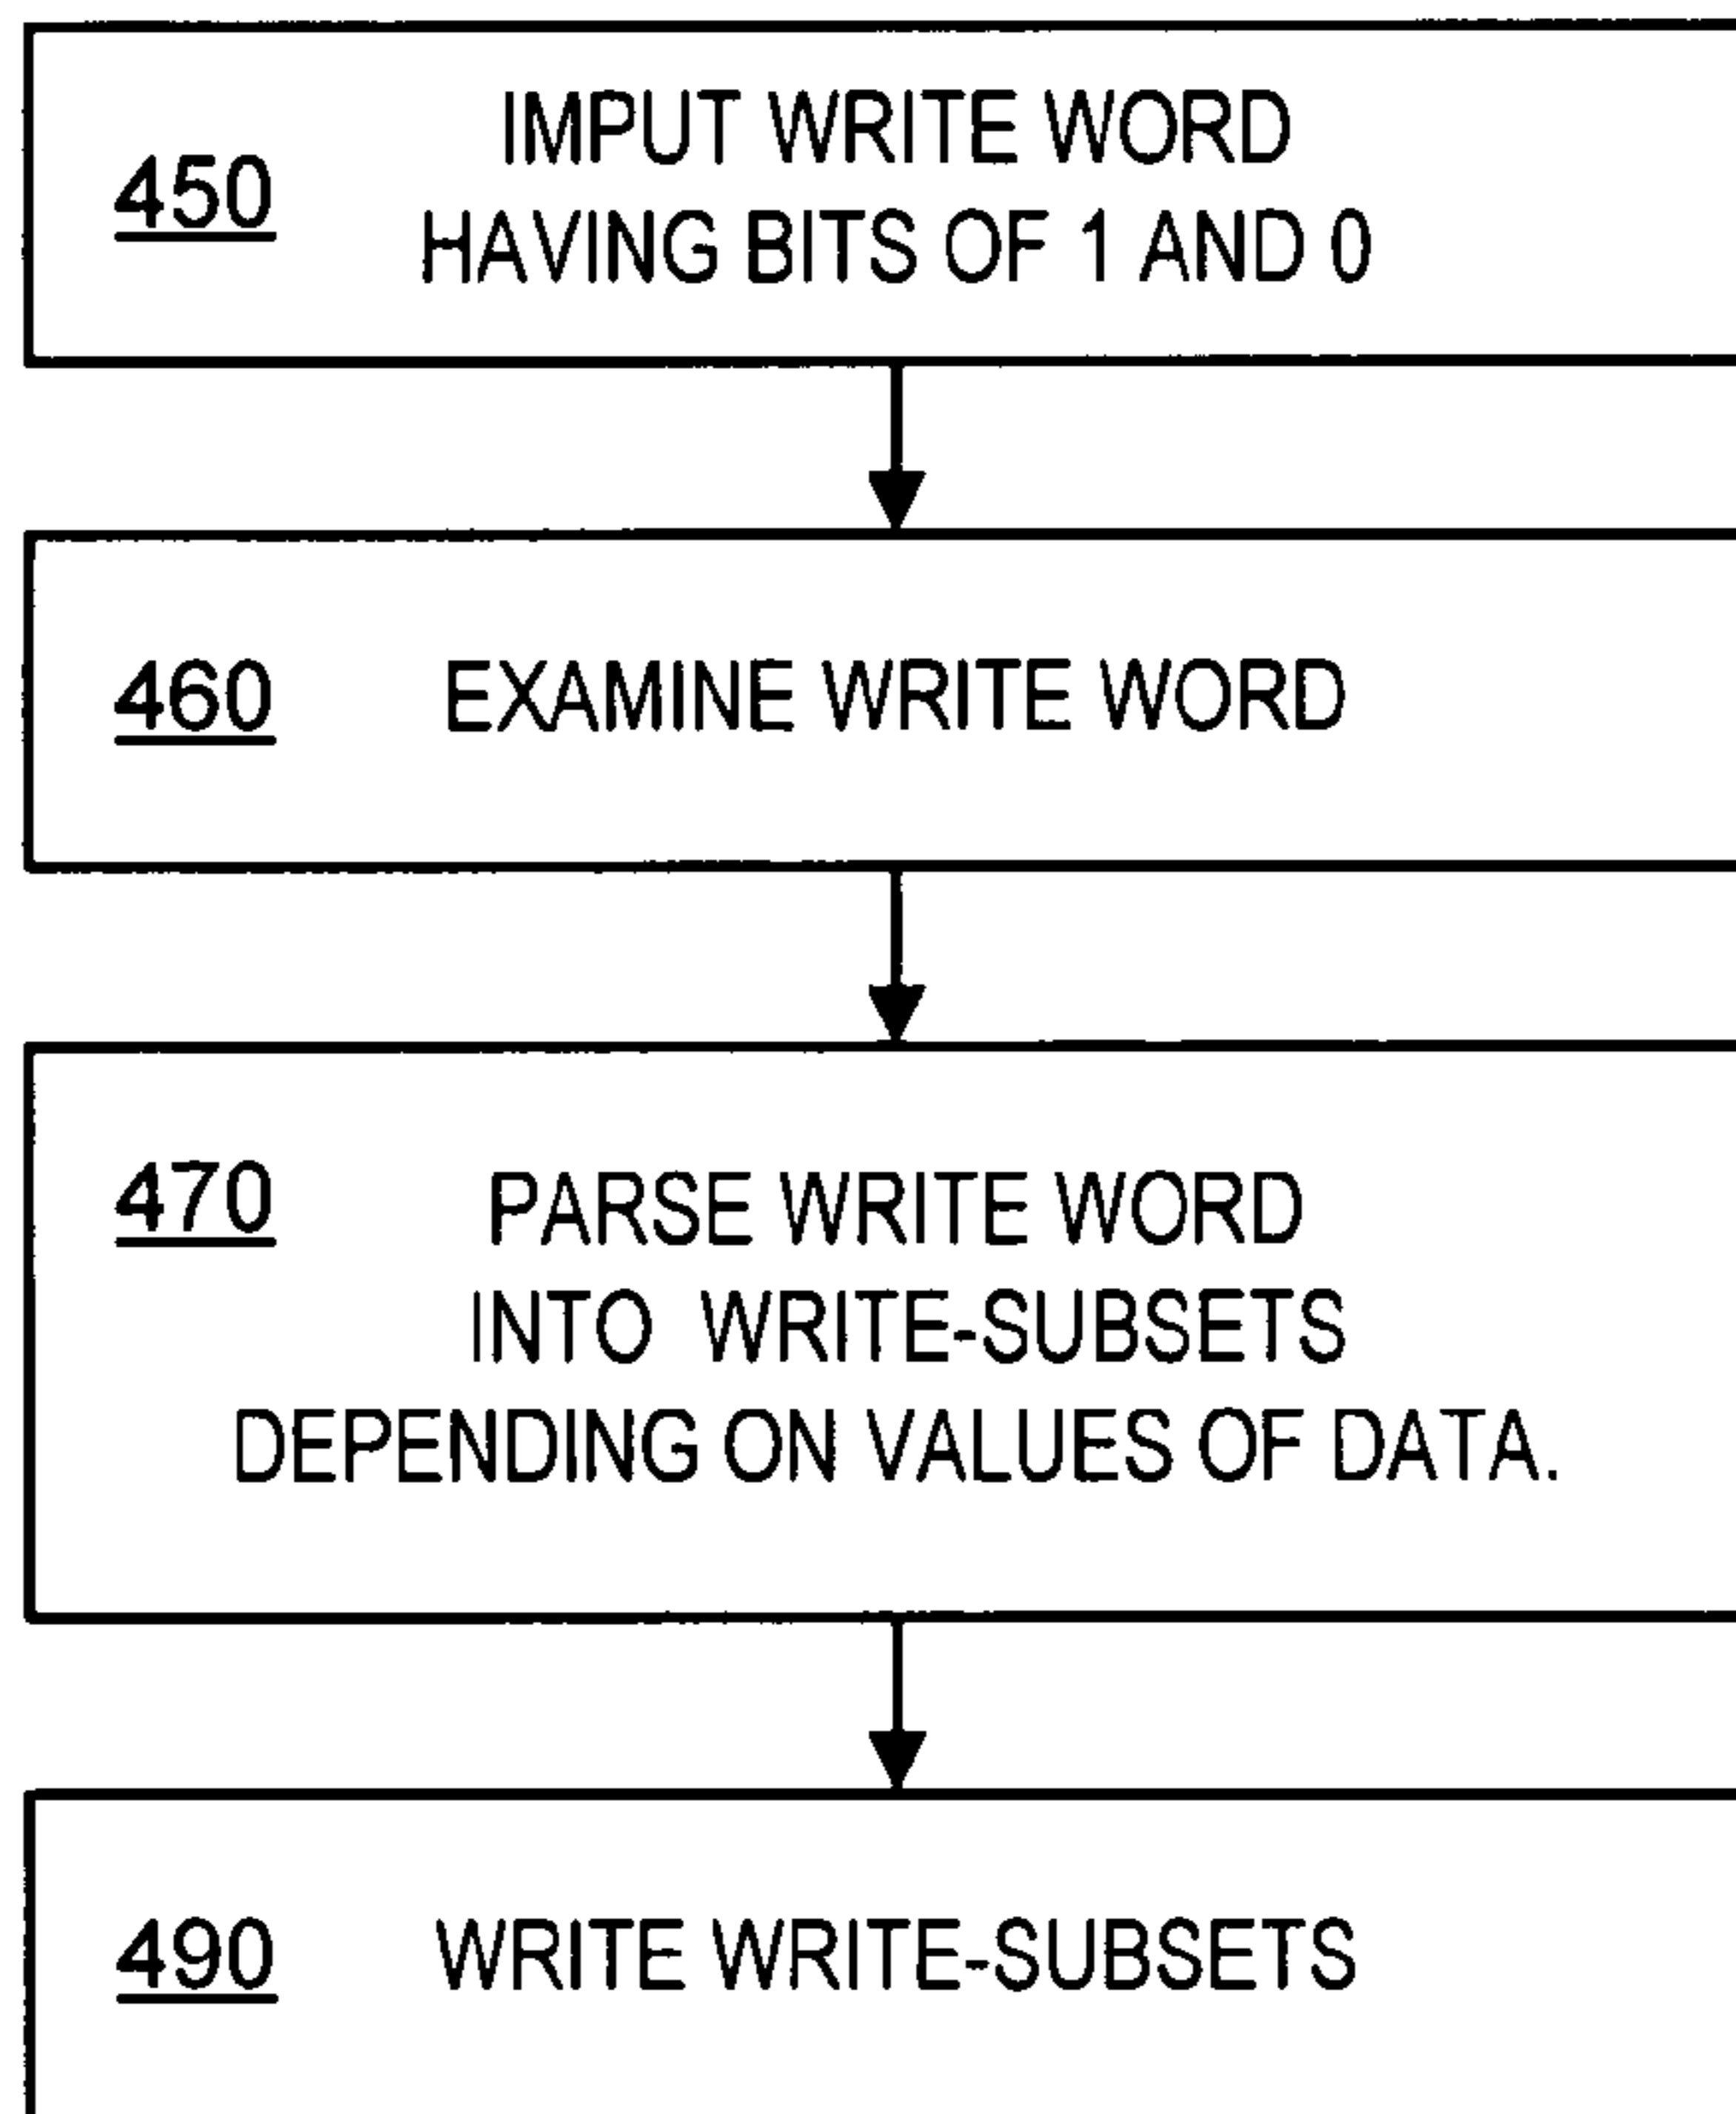 IMPUT WRITE WORD
450
HAVING BITS OF 1 AND 0
460 EXAMINE WRITE WORD
470 PARSE WRITE WORD
INTO WRITE-SUBSETS
DEPENDING ON VALUES OF DATA.
490 WRITE WRITE-SUBSETS